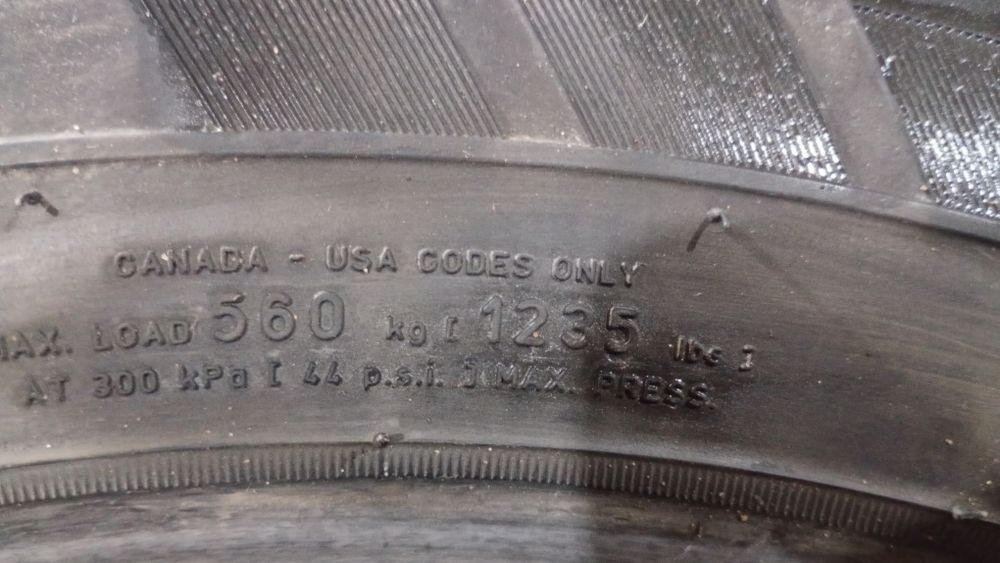 CANADA - USA CODES ONLY
MAX. LOAD 560 kg [ 1235 lbs ]
AT 300 kPa [ 44 p.s.i. ] MAX. PRESS.